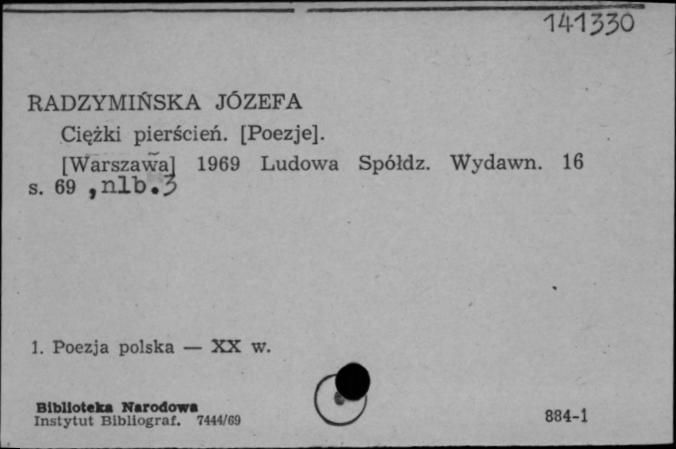 141330
RADZYMIŃSKA JÓZEFA
Ciężki pierścień. [Poezje].
[Warszawa] 1969 Ludowa Spółdz. Wydawn. 16
s. 69 , nlb. 3
1. Poezja polska — XX w.
Biblioteka Narodowa
Instytut Bibliograf. 7444/69
884-1